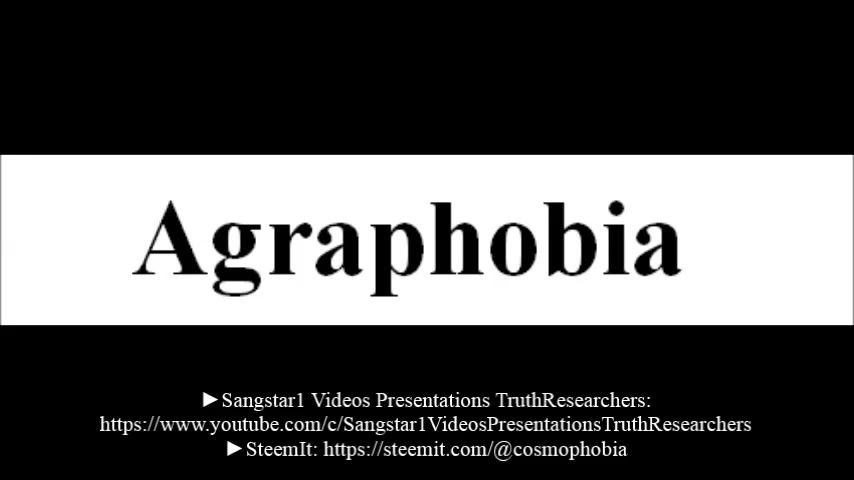 Agraphobia
►Sangstar1 Videos Presentations TruthResearchers:
https://www.youtube.com/c/Sangstar1VideosPresentationsTruthResearchers
►SteemIt: https://steemit.com/@cosmophobia